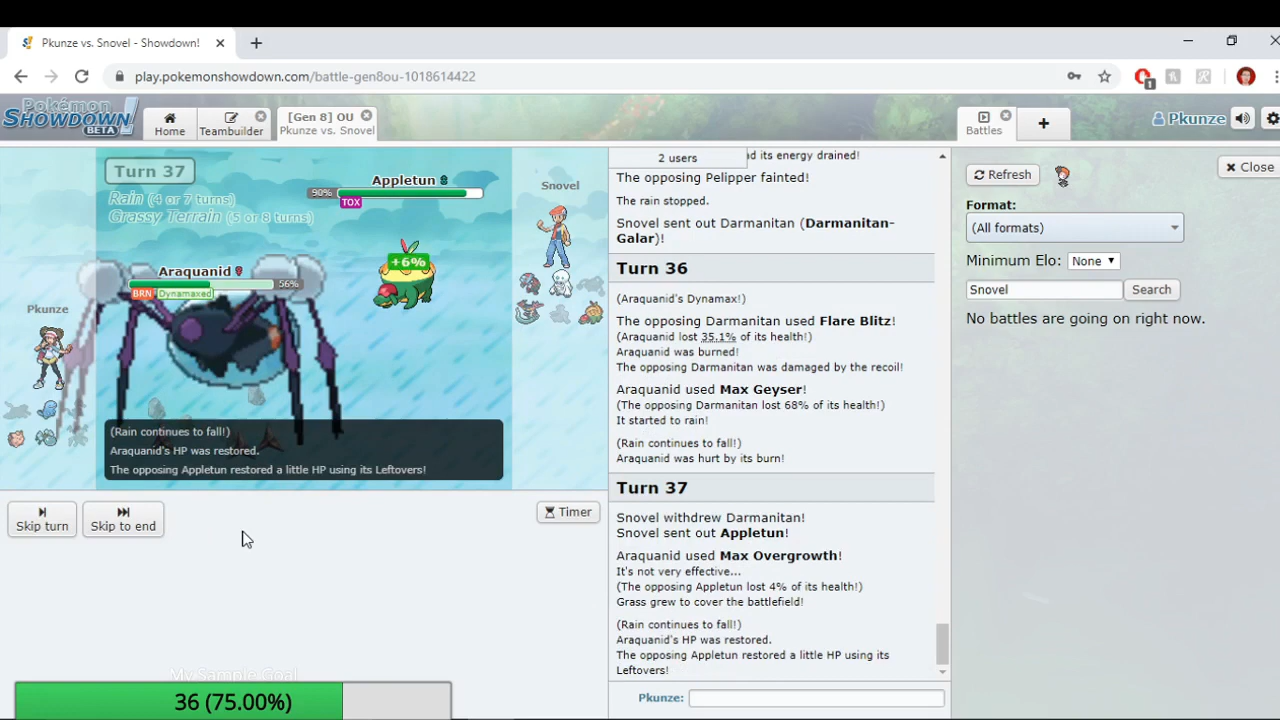 Pkunze vs. Snovel - Showdown!
play.pokemonshowdown.com/battle-gen8ou-1018614422
1
Pokémon
SHOWDOWN!
BETA
Home
Teambuilder
[Gen 8] OU
Pkunze vs. Snovel
Battles
Pkunze
Turn 37
Rain (4 or 7 turns)
Grassy Terrain (5 or 8 turns)
Appletun
90%
TOX
+6%
Araquanid
56%
BRN Dynamaxed
Snovel
Pkunze
(Rain continues to fall!)
Araquanid's HP was restored.
The opposing Appletun restored a little HP using its Leftovers!
Skip turn
Skip to end
Timer
My Sample Goal
36 (75.00%)
2 users
nd its energy drained!
The opposing Pelipper fainted!
The rain stopped.
Snovel sent out Darmanitan (Darmanitan-
Galar)!
Turn 36
(Araquanid's Dynamax!)
The opposing Darmanitan used Flare Blitz!
(Araquanid lost 35.1% of its health!)
Araquanid was burned!
The opposing Darmanitan was damaged by the recoil!
Araquanid used Max Geyser!
(The opposing Darmanitan lost 68% of its health!)
It started to rain!
(Rain continues to fall!)
Araquanid was hurt by its burn!
Turn 37
Snovel withdrew Darmanitan!
Snovel sent out Appletun!
Araquanid used Max Overgrowth!
It's not very effective...
(The opposing Appletun lost 4% of its health!)
Grass grew to cover the battlefield!
(Rain continues to fall!)
Araquanid's HP was restored.
The opposing Appletun restored a little HP using its
Leftovers!
Pkunze:
Refresh
Close
Format:
(All formats)
Minimum Elo: None
Snovel
Search
No battles are going on right now.